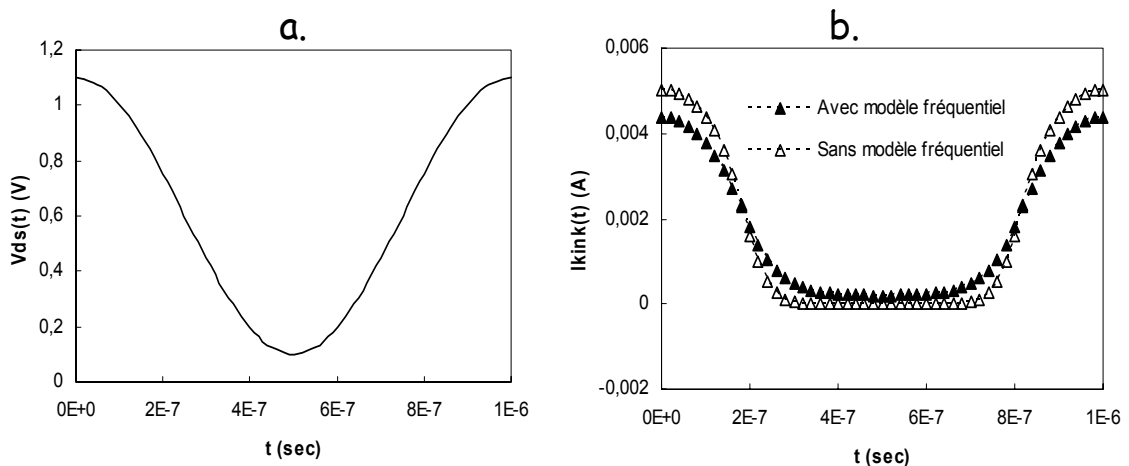 a.
1,2
1
0,8
0,6
0,4
0,2
0
0E+0 2E-7 4E-7 6E-7 8E-7 1E-6
Vds(t) (V)
t (sec)
b.
0,006
0,004
0,002
0
-0,002
0E+0 2E-7 4E-7 6E-7 8E-7 1E-6
Ikink(t) (A)
t (sec)
Avec modèle fréquentiel
Sans modèle fréquentiel